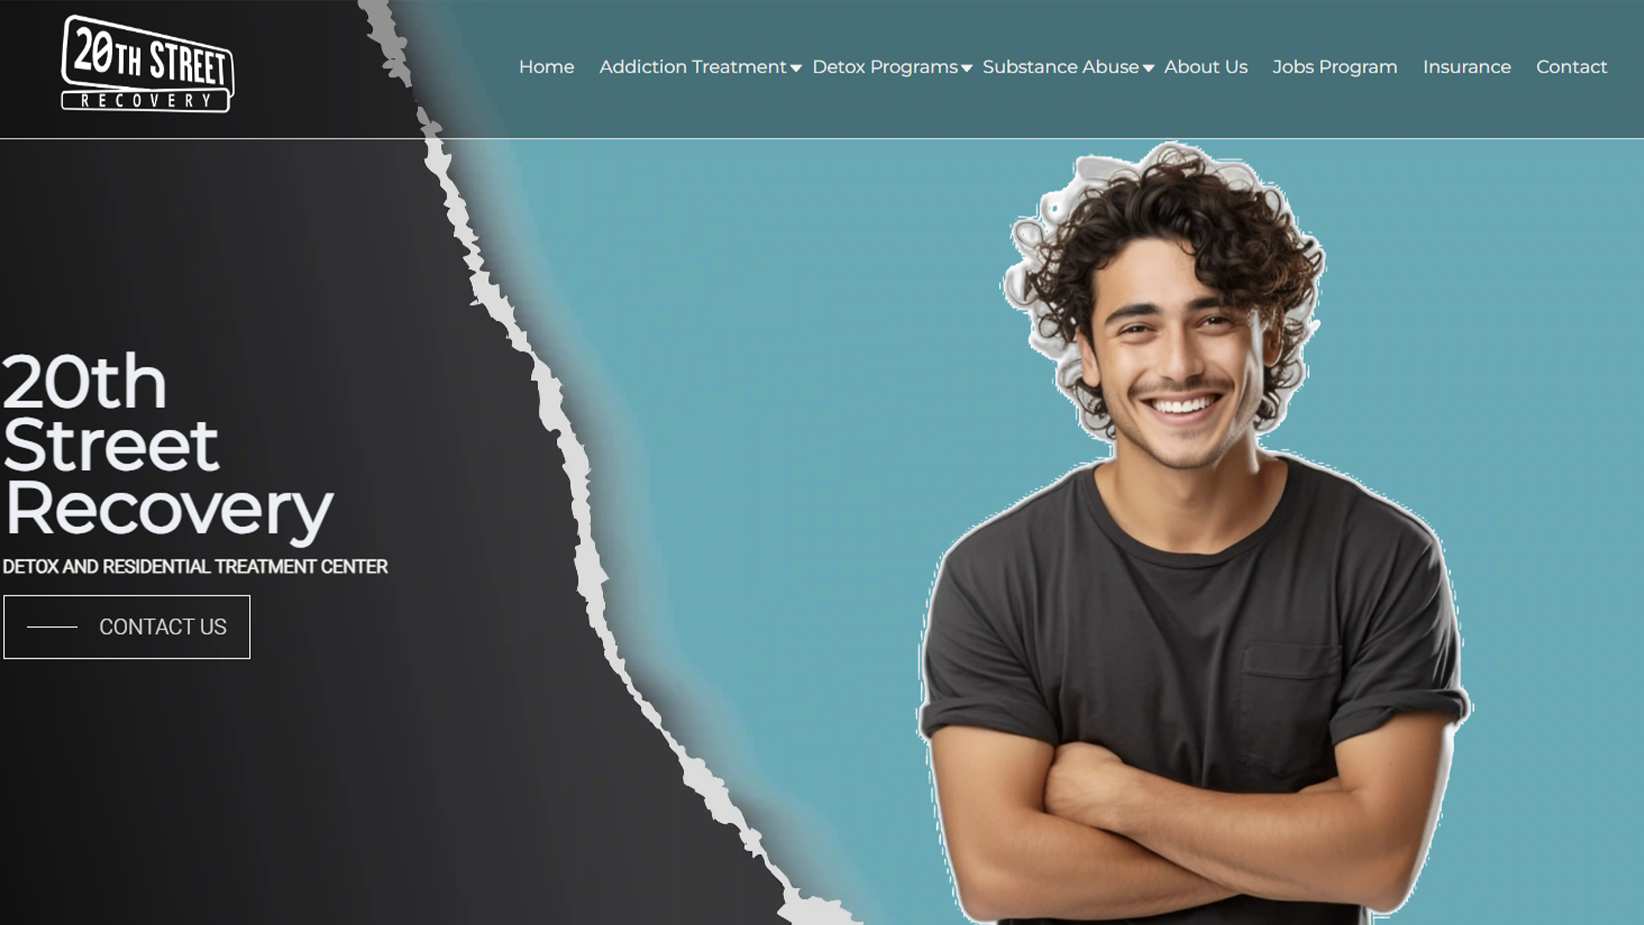 20TH STREET
RECOVERY
Home Addiction Treatment Detox Programs Substance Abuse About Us Jobs Program Insurance Contact
20th
Street
Recovery
DETOX AND RESIDENTIAL TREATMENT CENTER
CONTACT US